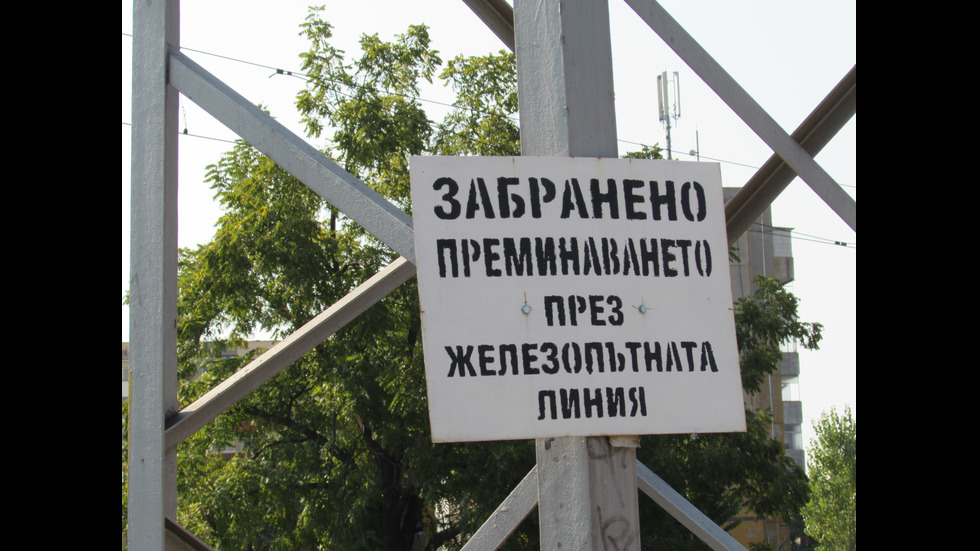 ЗАБРАНЕНО
ПРЕМИНАВАНЕТО
ПРЕЗ
ЖЕЛЕЗОПЪТНАТА
ЛИНИЯ